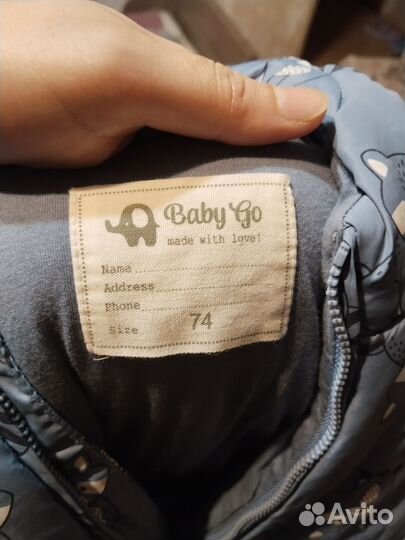 Baby Go
made with love!
Name
Address
Phone
Size 74
Avito